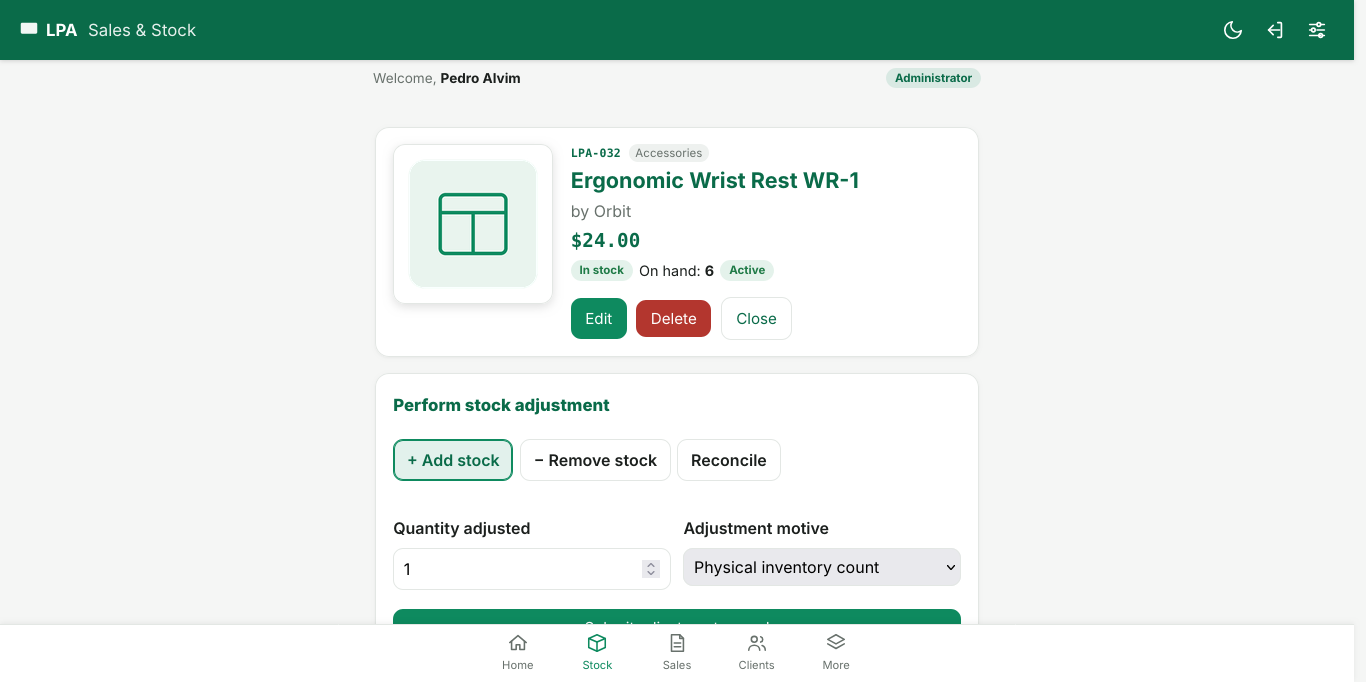 LPA Sales & Stock
Welcome, Pedro Alvim
Administrator
LPA-032 Accessories
Ergonomic Wrist Rest WR-1
by Orbit
$24.00
In stock On hand: 6 Active
Edit Delete Close
Perform stock adjustment
+ Add stock − Remove stock Reconcile
Quantity adjusted Adjustment motive
1 Physical inventory count
Home Stock Sales Clients More